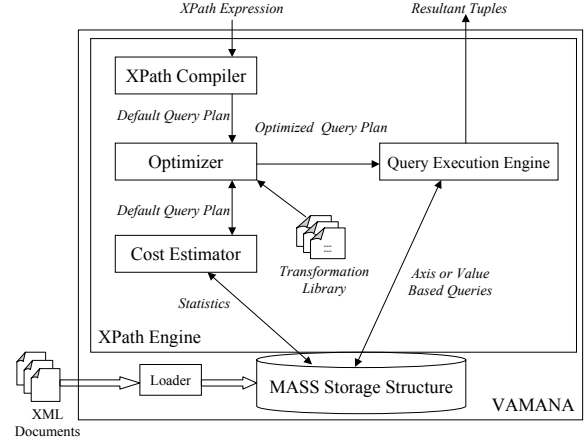 XPath Expression
Resultant Tuples
XPath Compiler
Default Query Plan
Optimized Query Plan
Optimizer
Query Execution Engine
Default Query Plan
Cost Estimator
Transformation
Library
Axis or Value
Based Queries
Statistics
XPath Engine
Loader
MASS Storage Structure
XML
Documents
VAMANA